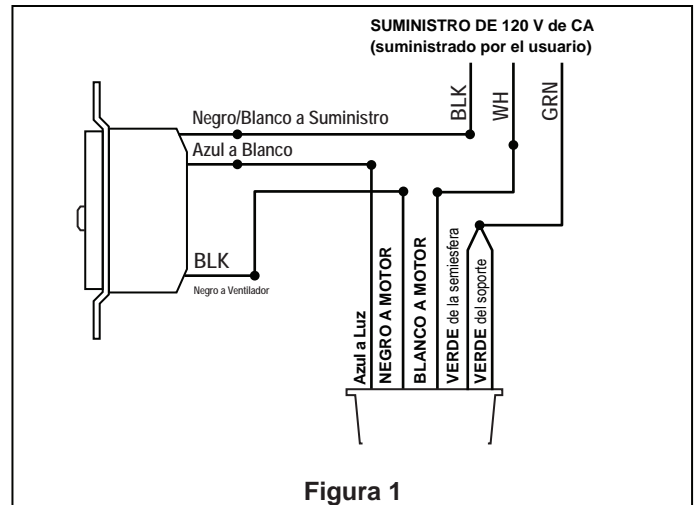 SUMINISTRO DE 120 V de CA
(suministrado por el usuario)
BLK
WH
GRN
Negro/Blanco a Suministro
Azul a Blanco
BLK
Negro a Ventilador
Azul a Luz
NEGRO A MOTOR
BLANCO A MOTOR
VERDE de la semiesfera
VERDE del soporte
Figura 1